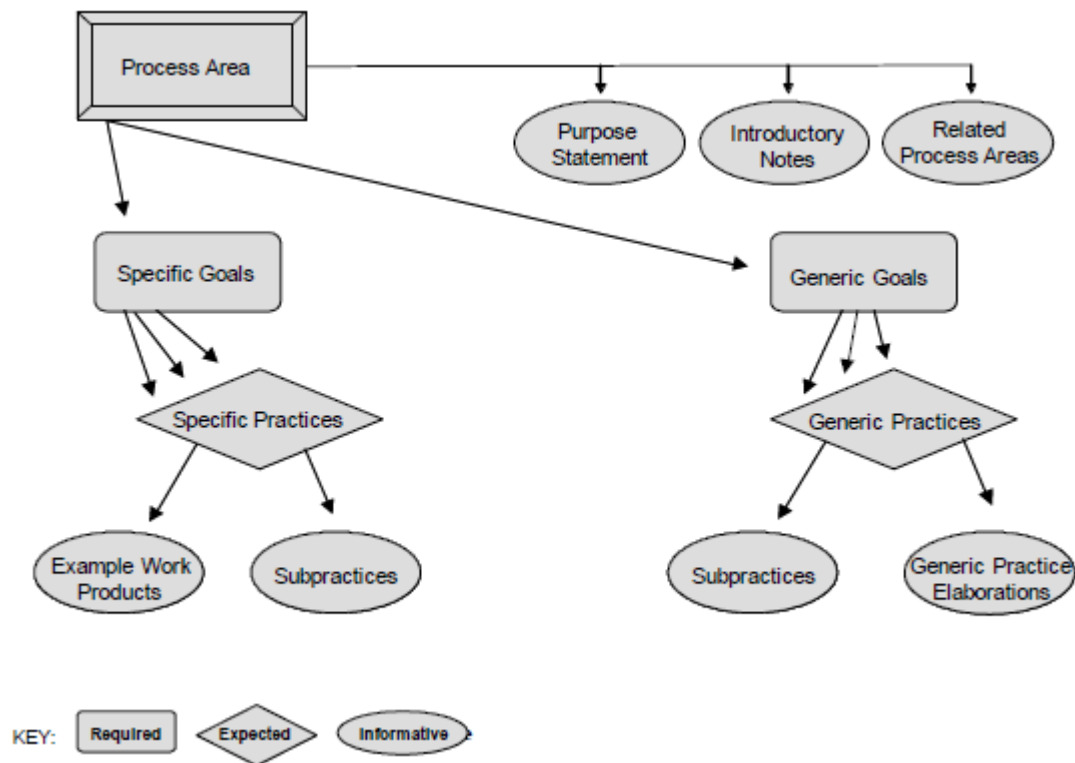 Process Area
Purpose
Statement
Introductory
Notes
Related
Process Areas
Specific Goals
Generic Goals
Specific Practices
Generic Practices
Example Work
Products
Subpractices
Subpractices
Generic Practice
Elaborations
KEY:
Required
Expected
Informative